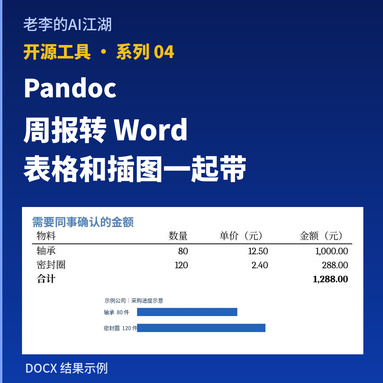 老李的AI江湖
开源工具 · 系列 04
Pandoc
周报转 Word
表格和插图一起带
需要同事确认的金额
物料 数量 单价（元） 金额（元）
轴承 80 12.50 1,000.00
密封圈 120 2.40 288.00
合计 1,288.00
示例公司｜采购进度示意
轴承 80 件
密封圈 120 件
DOCX 结果示例